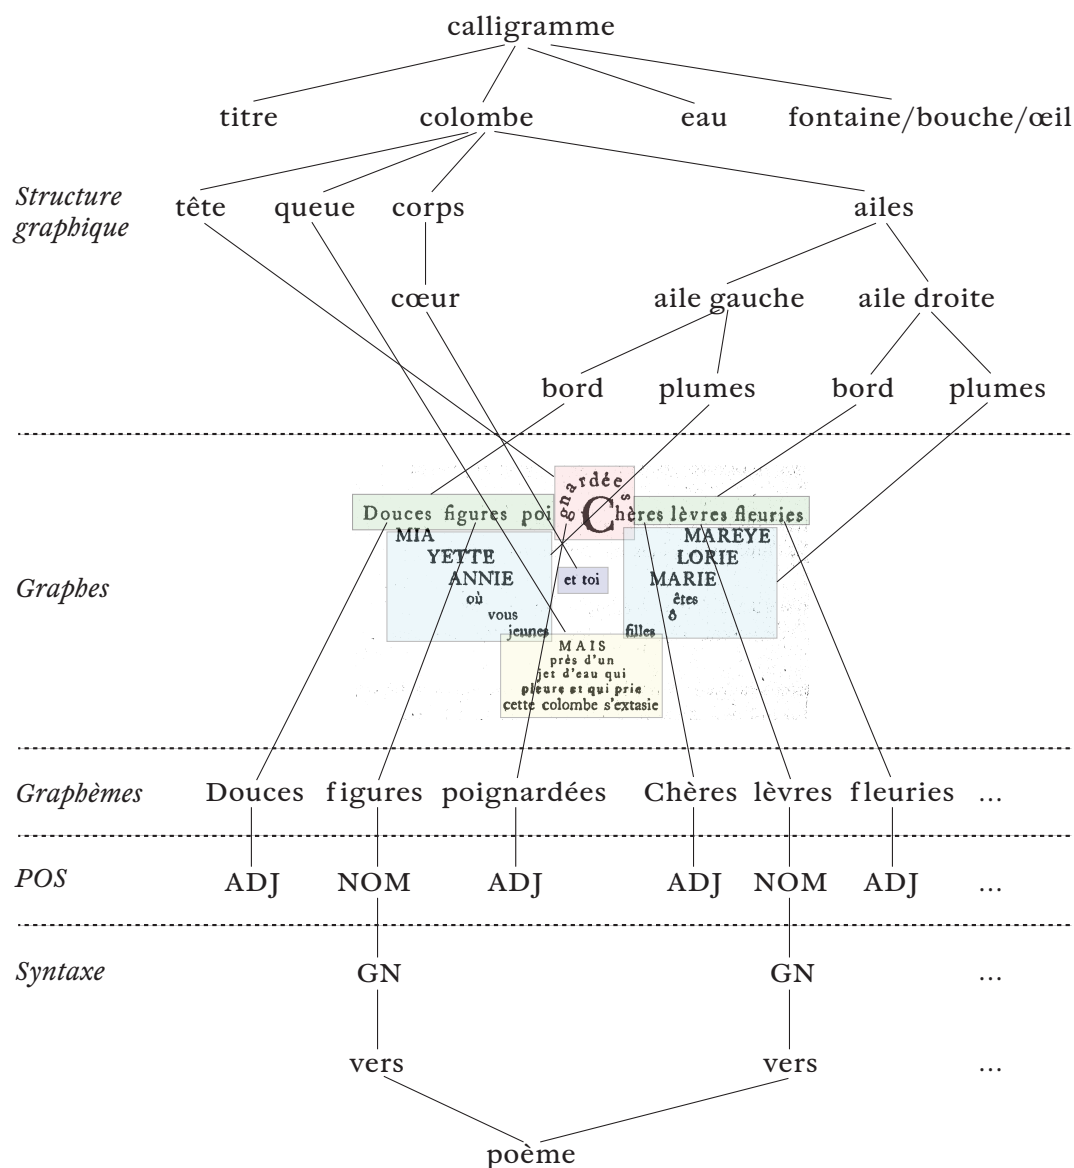 calligramme
titre colombe eau fontaine/bouche/œil
Structure
graphique
tête queue corps ailes
cœur aile gauche aile droite
bord plumes bord plumes
Graphes
Douces figures poignardées Chères lèvres fleuries
MIA MAREYE
YETTE LORIE
ANNIE et toi MARIE
où êtes
vous ô
jeunes filles
MAIS
près d'un
jet d'eau qui
pleure et qui prie
cette colombe s'extasie
Graphèmes Douces figures poignardées Chères lèvres fleuries ...
POS ADJ NOM ADJ ADJ NOM ADJ ...
Syntaxe GN GN ...
vers vers ...
poème